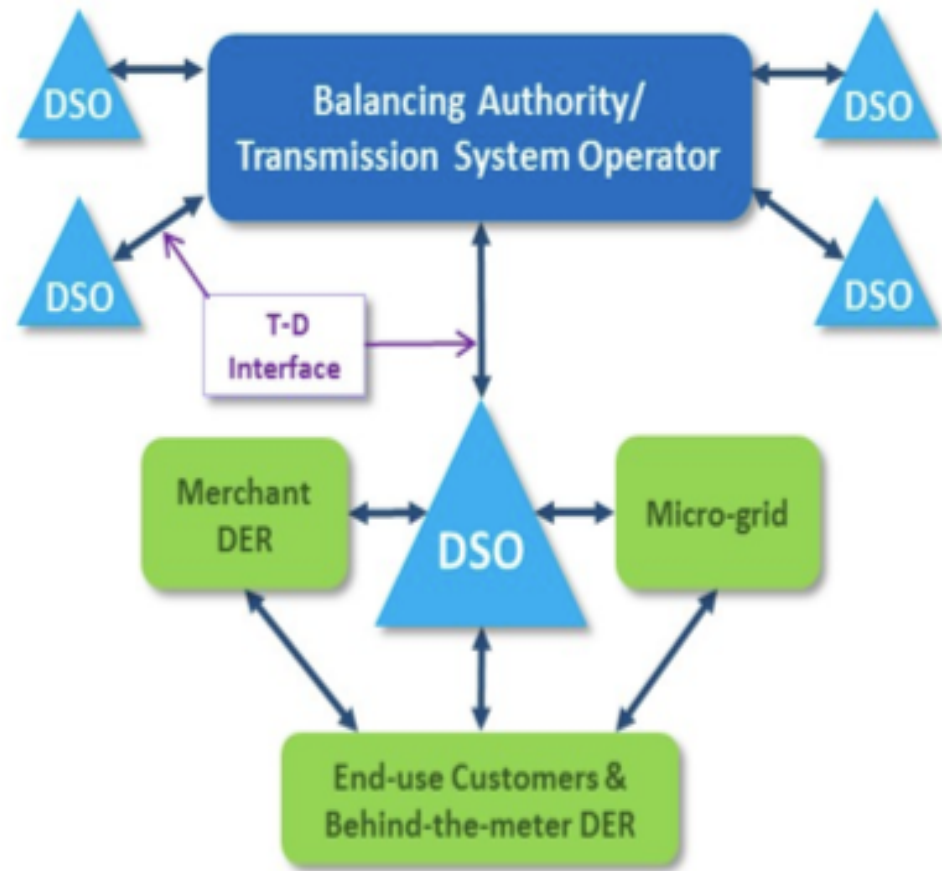 DSO
Balancing Authority/
Transmission System Operator
DSO
DSO
DSO
T-D
Interface
Merchant
DER
DSO
Micro-grid
End-use Customers &
Behind-the-meter DER